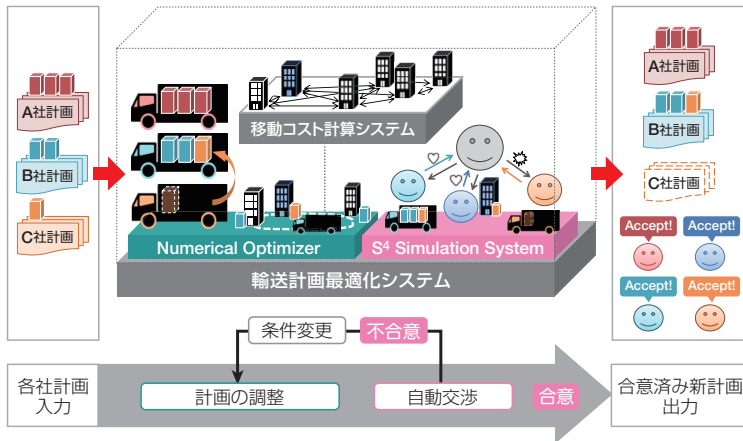 A社計画
B社計画
C社計画
移動コスト計算システム
Numerical Optimizer
S⁴ Simulation System
輸送計画最適化システム
A社計画
B社計画
C社計画
Accept!
Accept!
Accept!
Accept!
条件変更
不合意
各社計画
入力
計画の調整
自動交渉
合意
合意済み新計画
出力